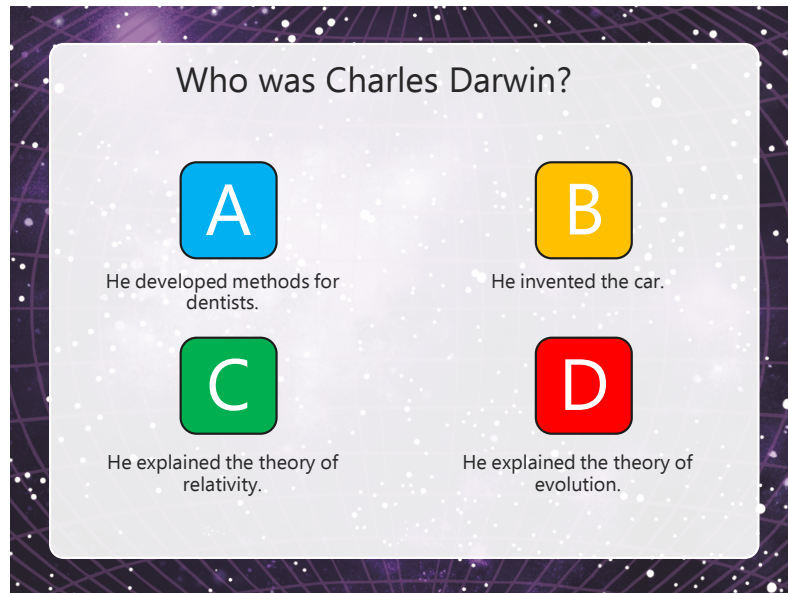 Who was Charles Darwin?
A
He developed methods for
dentists.
B
He invented the car.
C
He explained the theory of
relativity.
D
He explained the theory of
evolution.